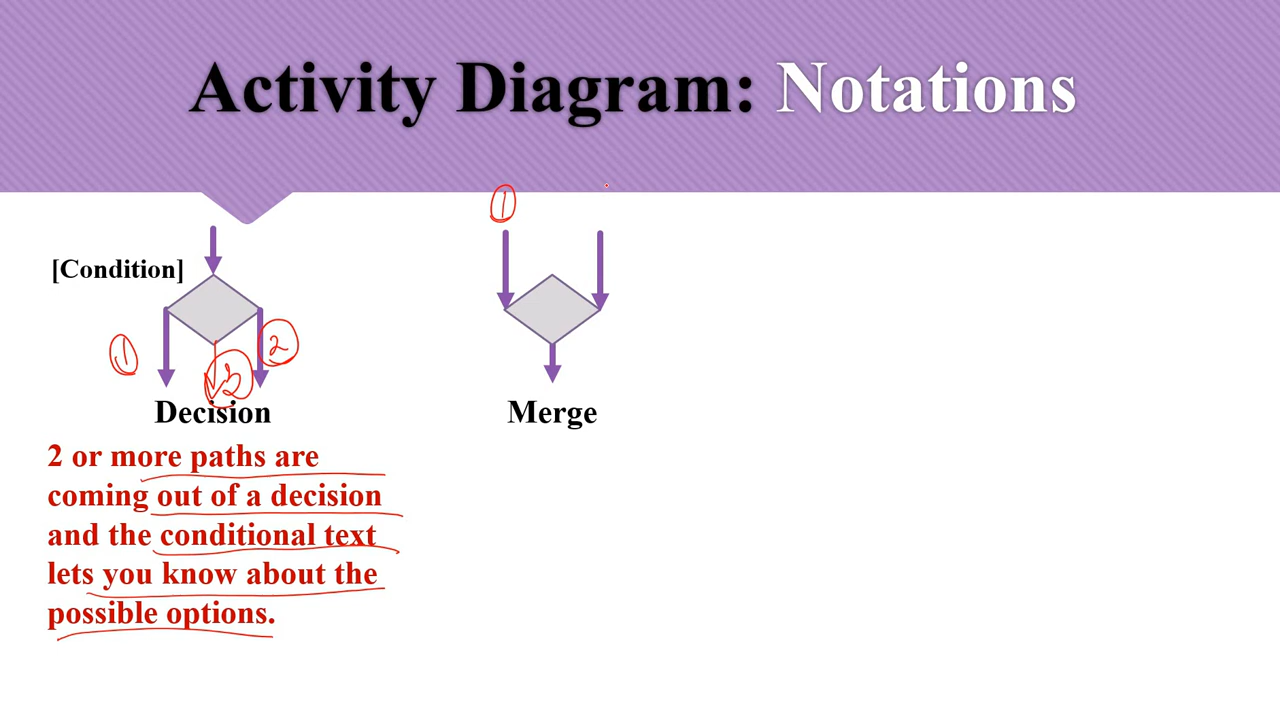 Activity Diagram: Notations
1
[Condition]
1
2
3
Decision
Merge
2 or more paths are
coming out of a decision
and the conditional text
lets you know about the
possible options.